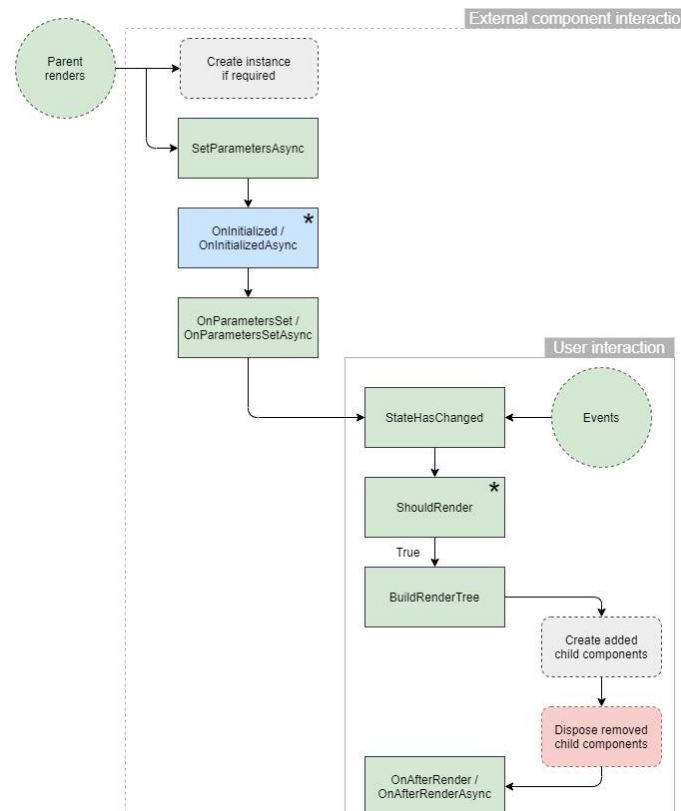 External component interactio
Parent
renders
Create instance
if required
SetParametersAsync
*
OnInitialized /
OnInitializedAsync
OnParametersSet /
OnParametersSetAsync
User interaction
StateHasChanged
Events
*
ShouldRender
True
BuildRenderTree
Create added
child components
Dispose removed
child components
OnAfterRender /
OnAfterRenderAsync